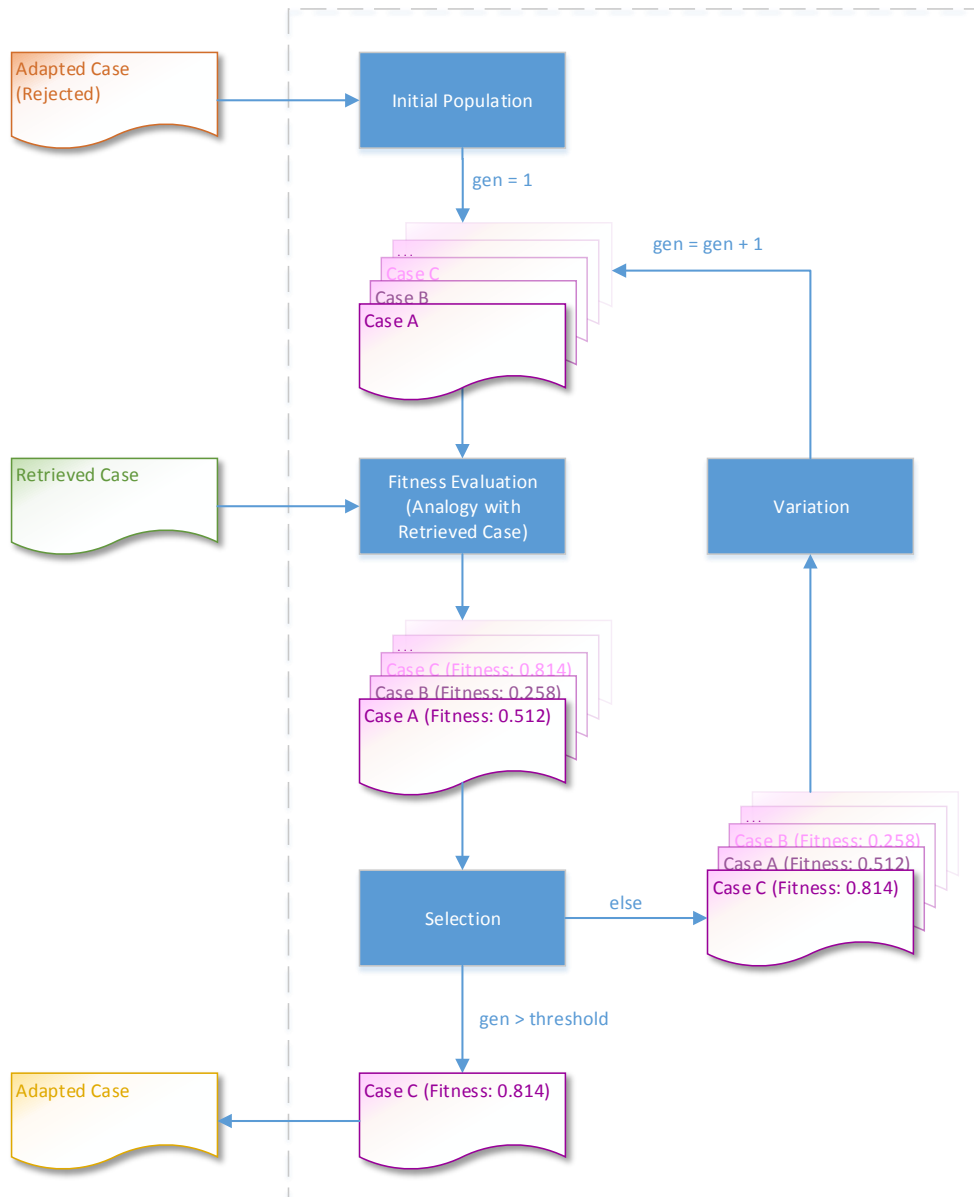 Adapted Case
(Rejected)
Initial Population
gen = 1
gen = gen + 1
...
Case C
Case B
Case A
Retrieved Case
Fitness Evaluation
(Analogy with
Retrieved Case)
Variation
...
Case C (Fitness: 0.814)
Case B (Fitness: 0.258)
Case A (Fitness: 0.512)
...
Case B (Fitness: 0.258)
Case A (Fitness: 0.512)
Case C (Fitness: 0.814)
Selection
else
gen > threshold
Adapted Case
Case C (Fitness: 0.814)